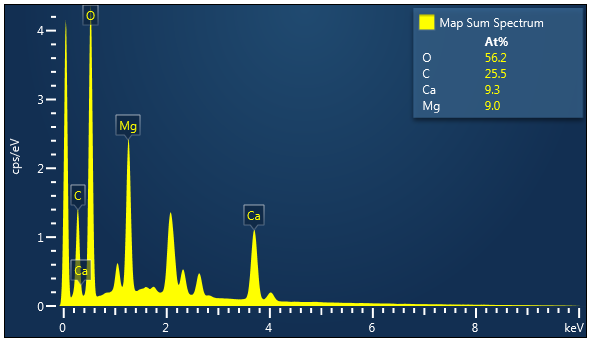 Map Sum Spectrum
At%
O 56.2
C 25.5
Ca 9.3
Mg 9.0
cps/eV
4
3
2
1
0
O
Mg
C
Ca
Ca
0 2 4 6 8 keV